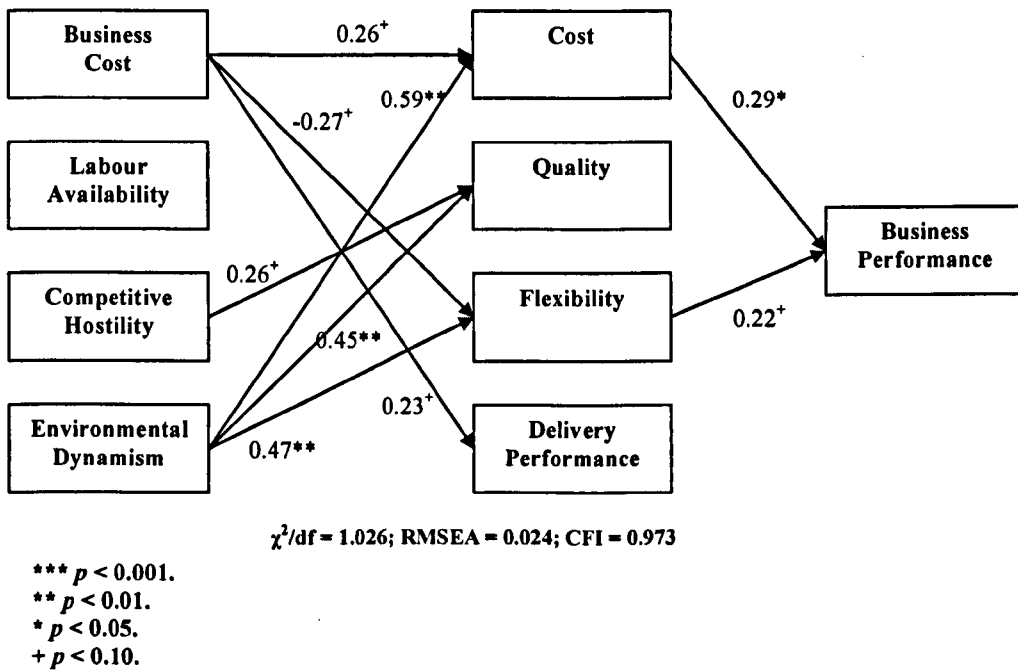 Business
Cost
0.26+
Cost
0.59**
-0.27+
0.29*
Labour
Availability
Quality
Business
Performance
Competitive
Hostility
0.26+
Flexibility
0.45**
0.22+
Environmental
Dynamism
0.47**
0.23+
Delivery
Performance
χ²/df = 1.026; RMSEA = 0.024; CFI = 0.973
*** p < 0.001.
** p < 0.01.
* p < 0.05.
+ p < 0.10.